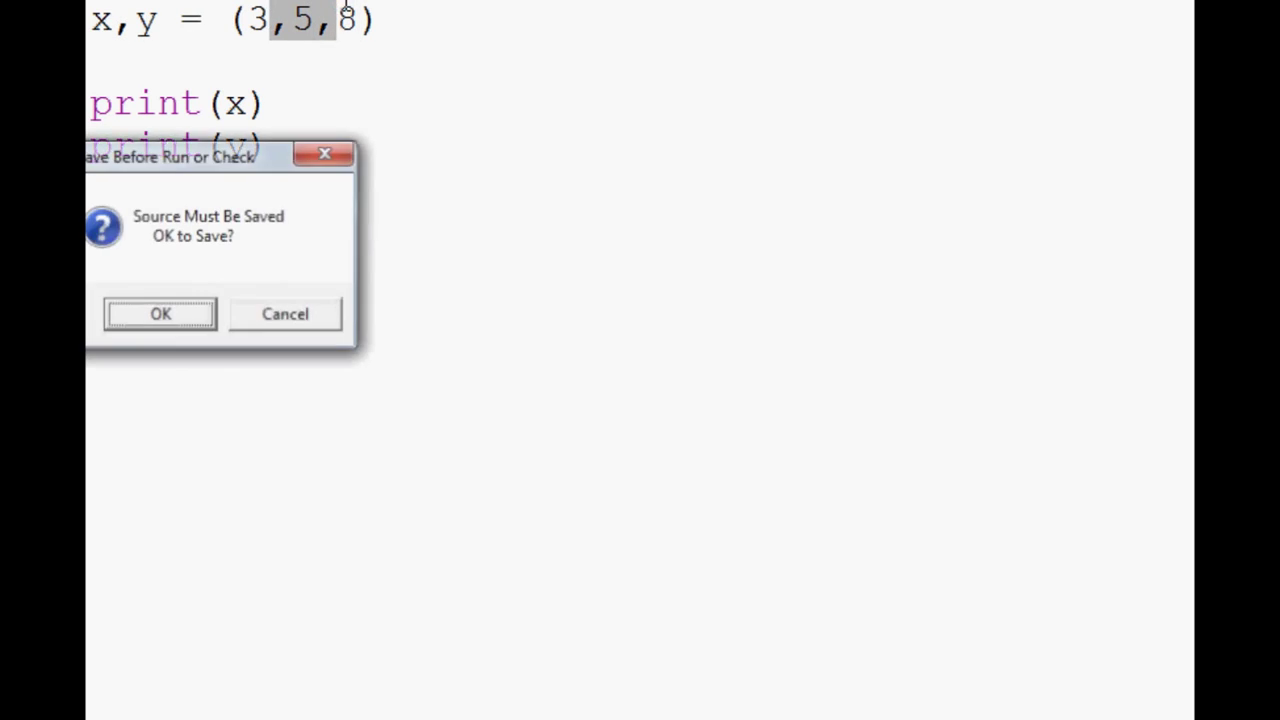 x,y = (3,5,8)
print(x)
print(y)
ave Before Run or Check
Source Must Be Saved
OK to Save?
OK Cancel